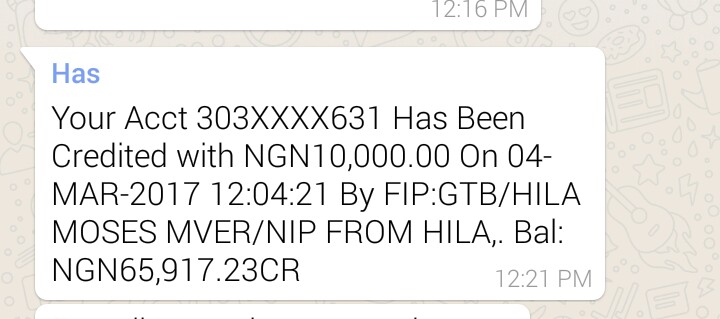 12:16 PM
Has
Your Acct 303XXXX631 Has Been
Credited with NGN10,000.00 On 04-
MAR-2017 12:04:21 By FIP:GTB/HILA
MOSES MVER/NIP FROM HILA,. Bal:
NGN65,917.23CR
12:21 PM